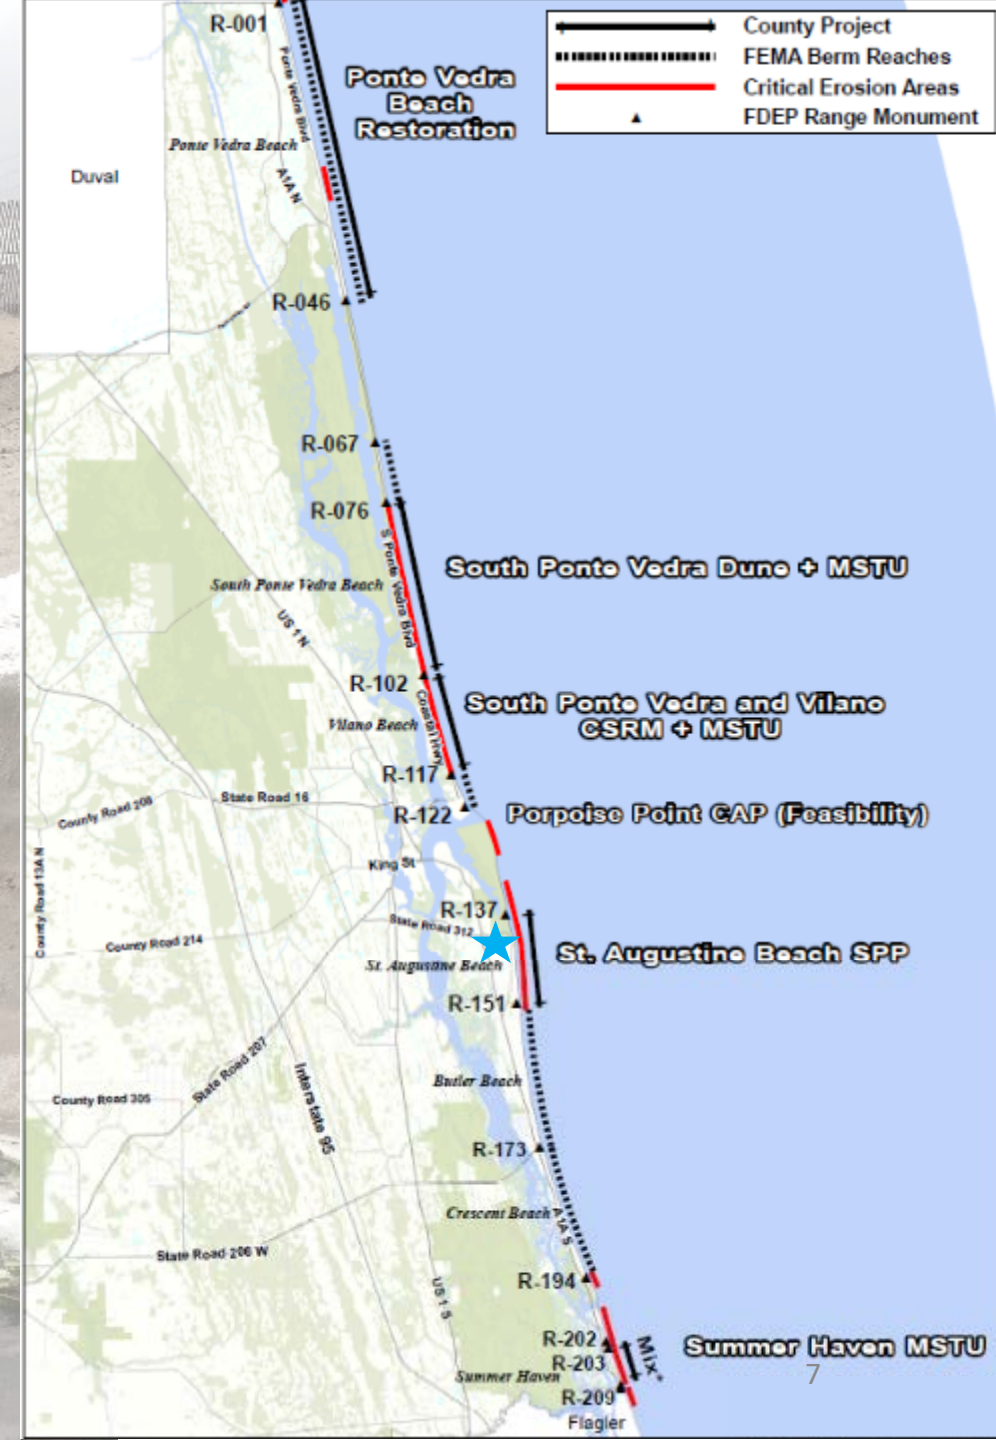 County Project
FEMA Berm Reaches
Critical Erosion Areas
FDEP Range Monument
R-001
Ponte Vedra Blvd
Ponte Vedra
Beach
Restoration
Ponte Vedra Beach
Duval
A1A N
R-046
R-067
R-076
S Ponte Vedra Blvd
South Ponte Vedra Dune + MSTU
South Ponte Vedra Beach
US 1 N
R-102
Coastal Hwy
South Ponte Vedra and Vilano
CSRM + MSTU
Vilano Beach
R-117
State Road 16
County Road 208
R-122
Porpoise Point CAP (Feasibility)
King St
County Road 13A N
R-137
State Road 312
County Road 214
St. Augustine Beach SPP
St. Augustine Beach
R-151
State Road 207
Interstate 95
Butler Beach
County Road 305
R-173
Crescent Beach
A1A S
State Road 206 W
R-194
US 1 S
R-202
Mix*
Summer Haven MSTU
R-203
Summer Haven
7
R-209
Flagler